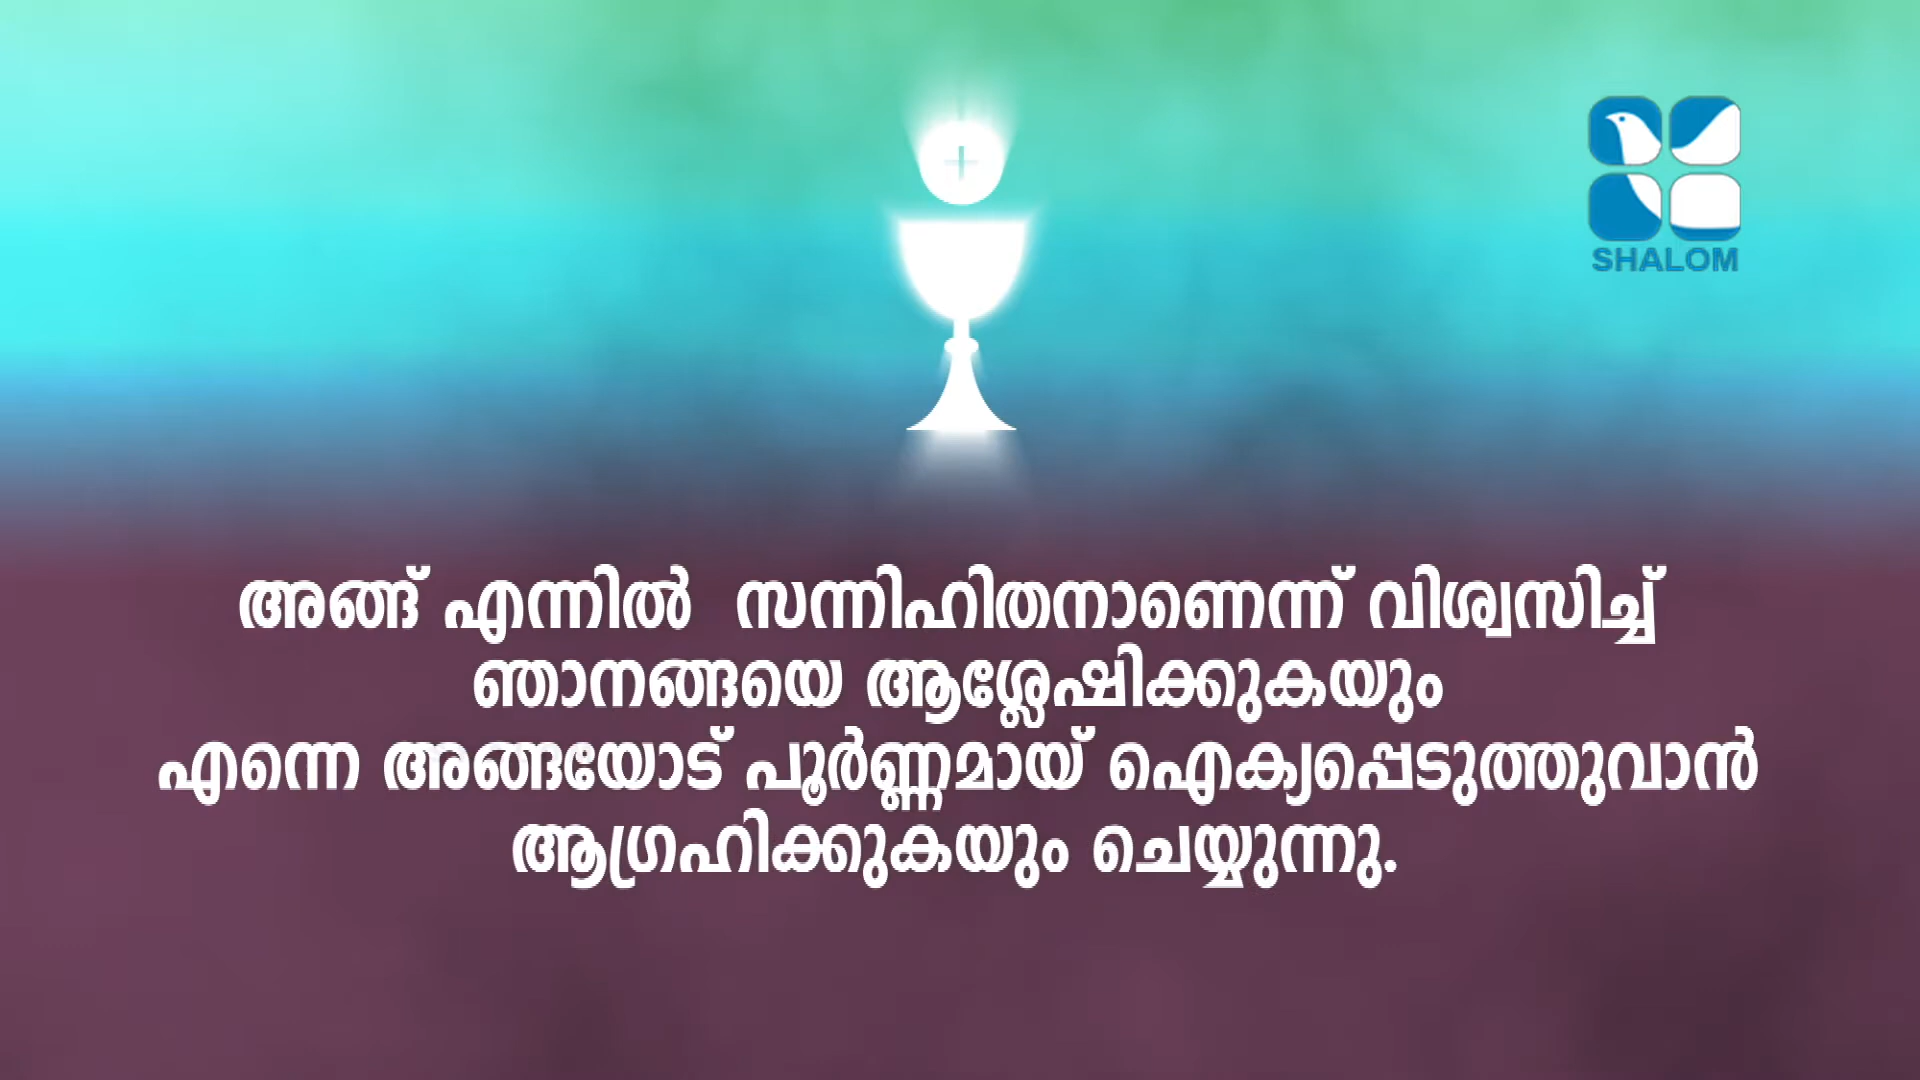 SHALOM
അങ്ങ് എന്നിൽ സന്നിഹിതനാണെന്ന് വിശ്വസിച്ച്
ഞാനങ്ങയെ ആശ്ലേഷിക്കുകയും
എന്നെ അങ്ങയോട് പൂർണ്ണമായ് ഐക്യപ്പെടുത്തുവാൻ
ആഗ്രഹിക്കുകയും ചെയ്യുന്നു.